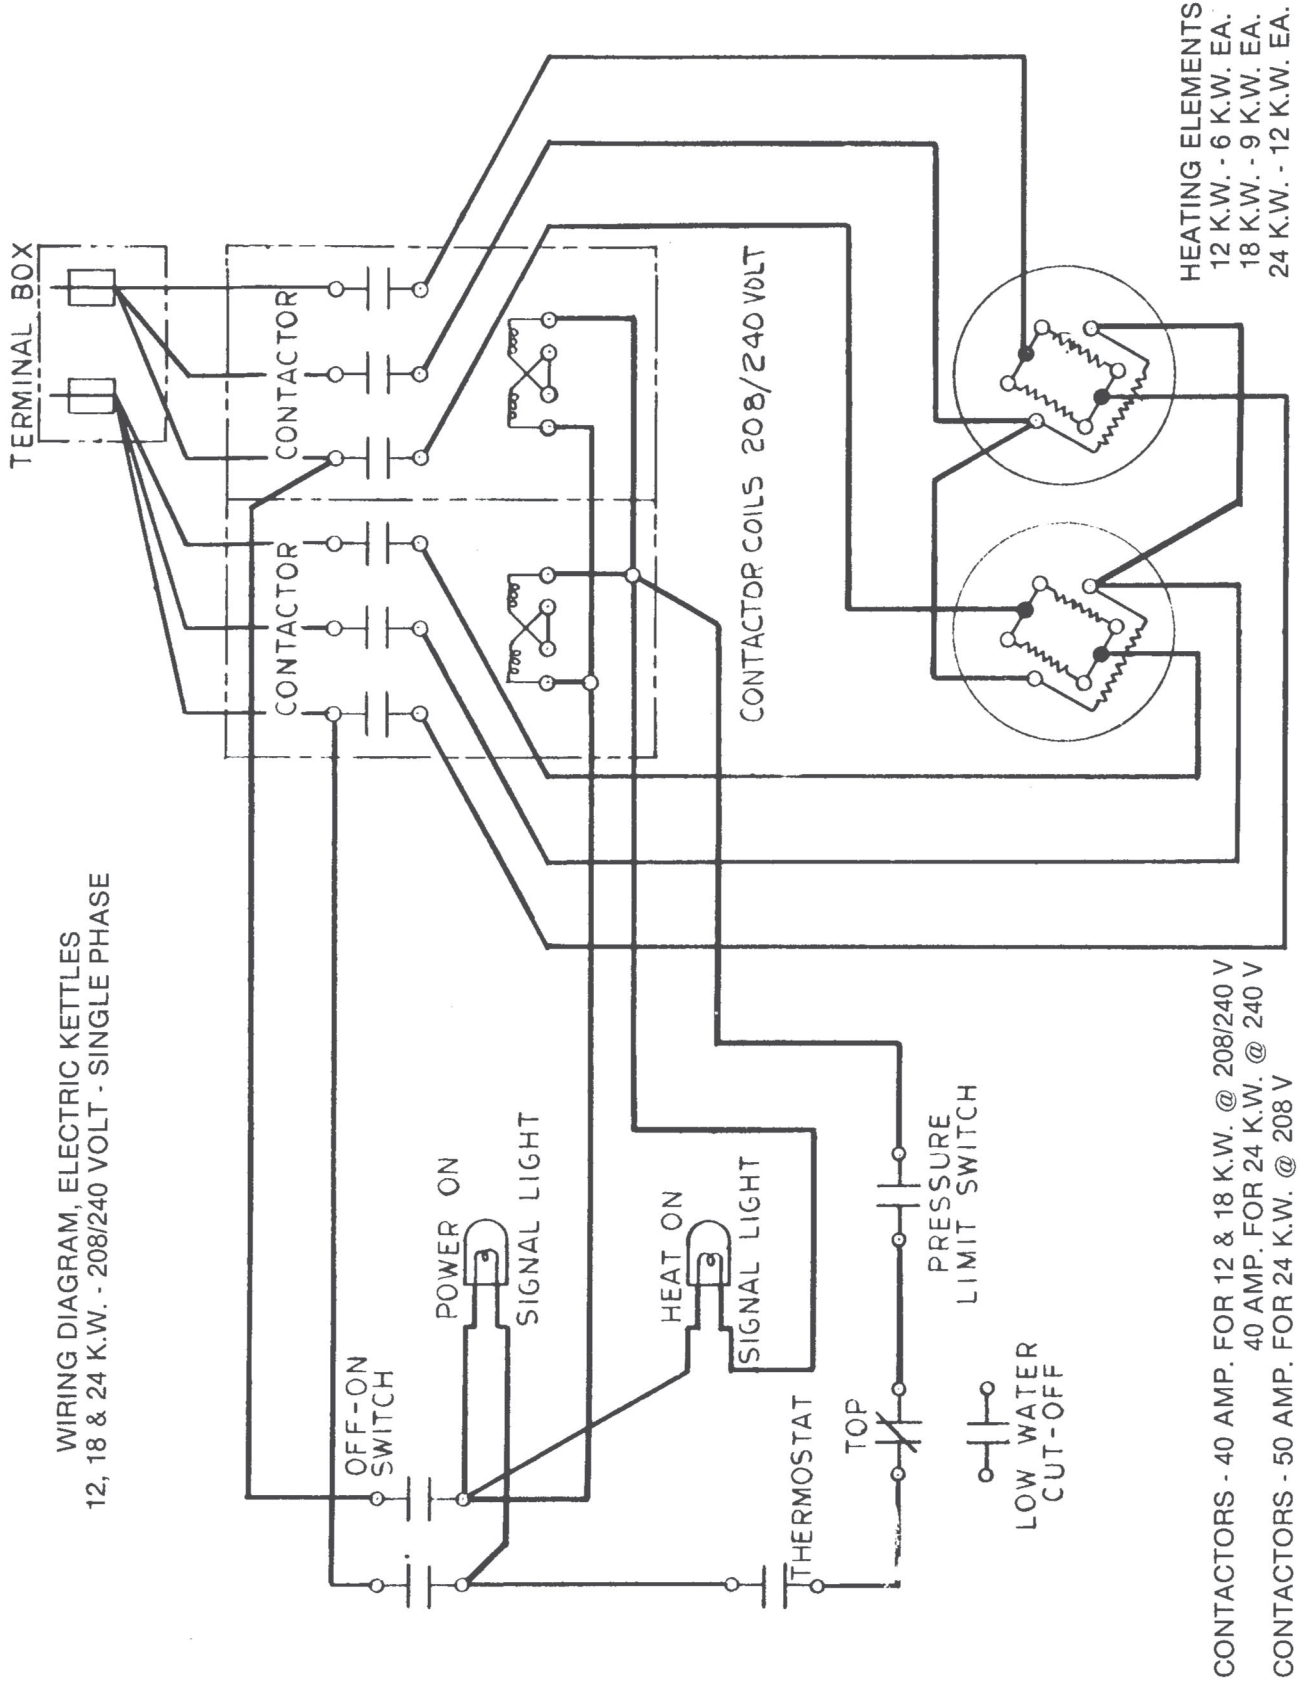 WIRING DIAGRAM, ELECTRIC KETTLES
12, 18 & 24 K.W. - 208/240 VOLT - SINGLE PHASE
TERMINAL BOX
CONTACTOR
CONTACTOR
OFF-ON
SWITCH
POWER ON
SIGNAL LIGHT
HEAT ON
SIGNAL LIGHT
CONTACTOR COILS 208/240 VOLT
THERMOSTAT
TOP
PRESSURE
LIMIT SWITCH
LOW WATER
CUT-OFF
HEATING ELEMENTS
12 K.W. - 6 K.W. EA.
18 K.W. - 9 K.W. EA.
24 K.W. - 12 K.W. EA.
CONTACTORS - 40 AMP. FOR 12 & 18 K.W. @ 208/240 V
40 AMP. FOR 24 K.W. @ 240 V
CONTACTORS - 50 AMP. FOR 24 K.W. @ 208 V